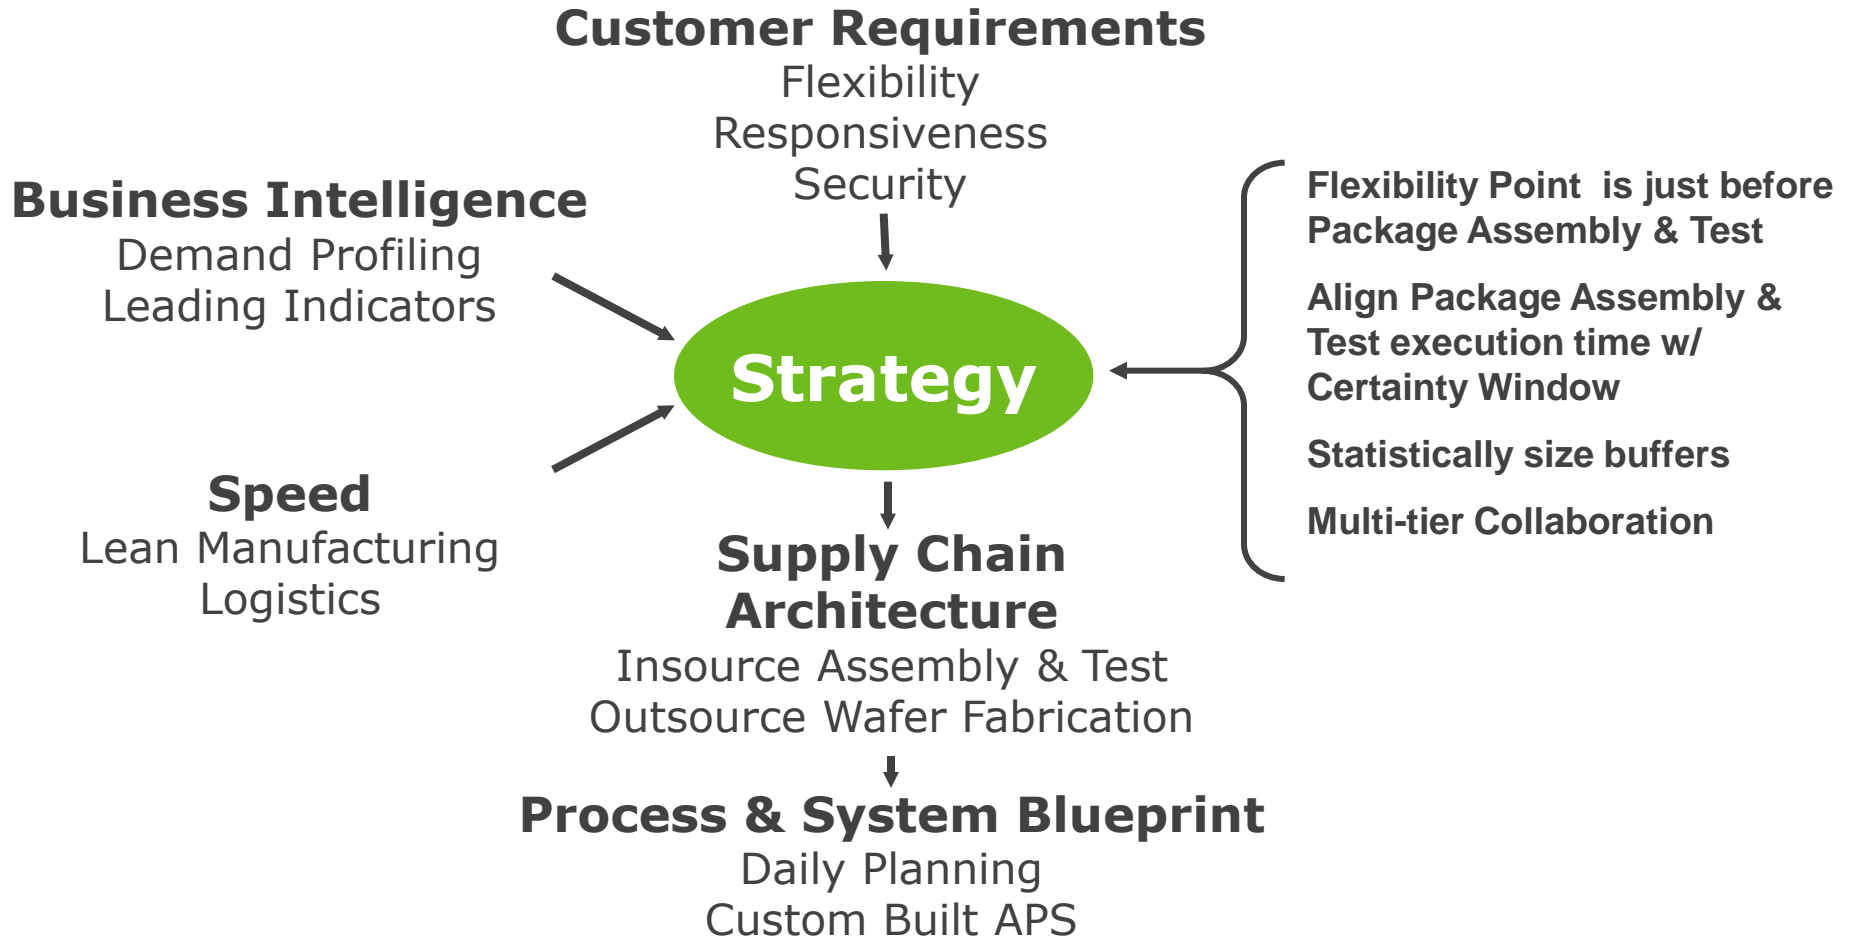 Customer Requirements
Flexibility
Responsiveness
Security
Business Intelligence
Demand Profiling
Leading Indicators
Speed
Lean Manufacturing
Logistics
Strategy
Flexibility Point  is just before
Package Assembly & Test
Align Package Assembly &
Test execution time w/
Certainty Window
Statistically size buffers
Multi-tier Collaboration
Supply Chain
Architecture
Insource Assembly & Test
Outsource Wafer Fabrication
Process & System Blueprint
Daily Planning
Custom Built APS